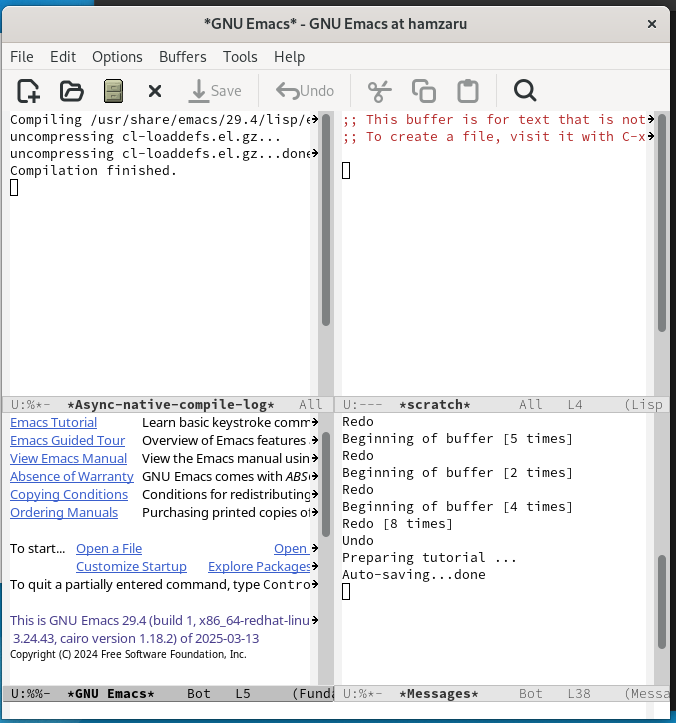 *GNU Emacs* - GNU Emacs at hamzaru
File Edit Options Buffers Tools Help
Save Undo
Compiling /usr/share/emacs/29.4/lisp/e
uncompressing cl-loaddefs.el.gz...
uncompressing cl-loaddefs.el.gz...done
Compilation finished.
U:%*- *Async-native-compile-log* All
;; This buffer is for text that is not
;; To create a file, visit it with C-x
U:--- *scratch* All L4 (Lisp
Emacs Tutorial Learn basic keystroke comm
Emacs Guided Tour Overview of Emacs features
View Emacs Manual View the Emacs manual usin
Absence of Warranty GNU Emacs comes with ABS
Copying Conditions Conditions for redistributing
Ordering Manuals Purchasing printed copies of
To start... Open a File Open
Customize Startup Explore Packages
To quit a partially entered command, type Contro
This is GNU Emacs 29.4 (build 1, x86_64-redhat-linu
3.24.43, cairo version 1.18.2) of 2025-03-13
Copyright (C) 2024 Free Software Foundation, Inc.
U:%%- *GNU Emacs* Bot L5 (Funda
Redo
Beginning of buffer [5 times]
Redo
Beginning of buffer [2 times]
Redo
Beginning of buffer [4 times]
Redo [8 times]
Undo
Preparing tutorial ...
Auto-saving...done
U:%*- *Messages* Bot L38 (Messa